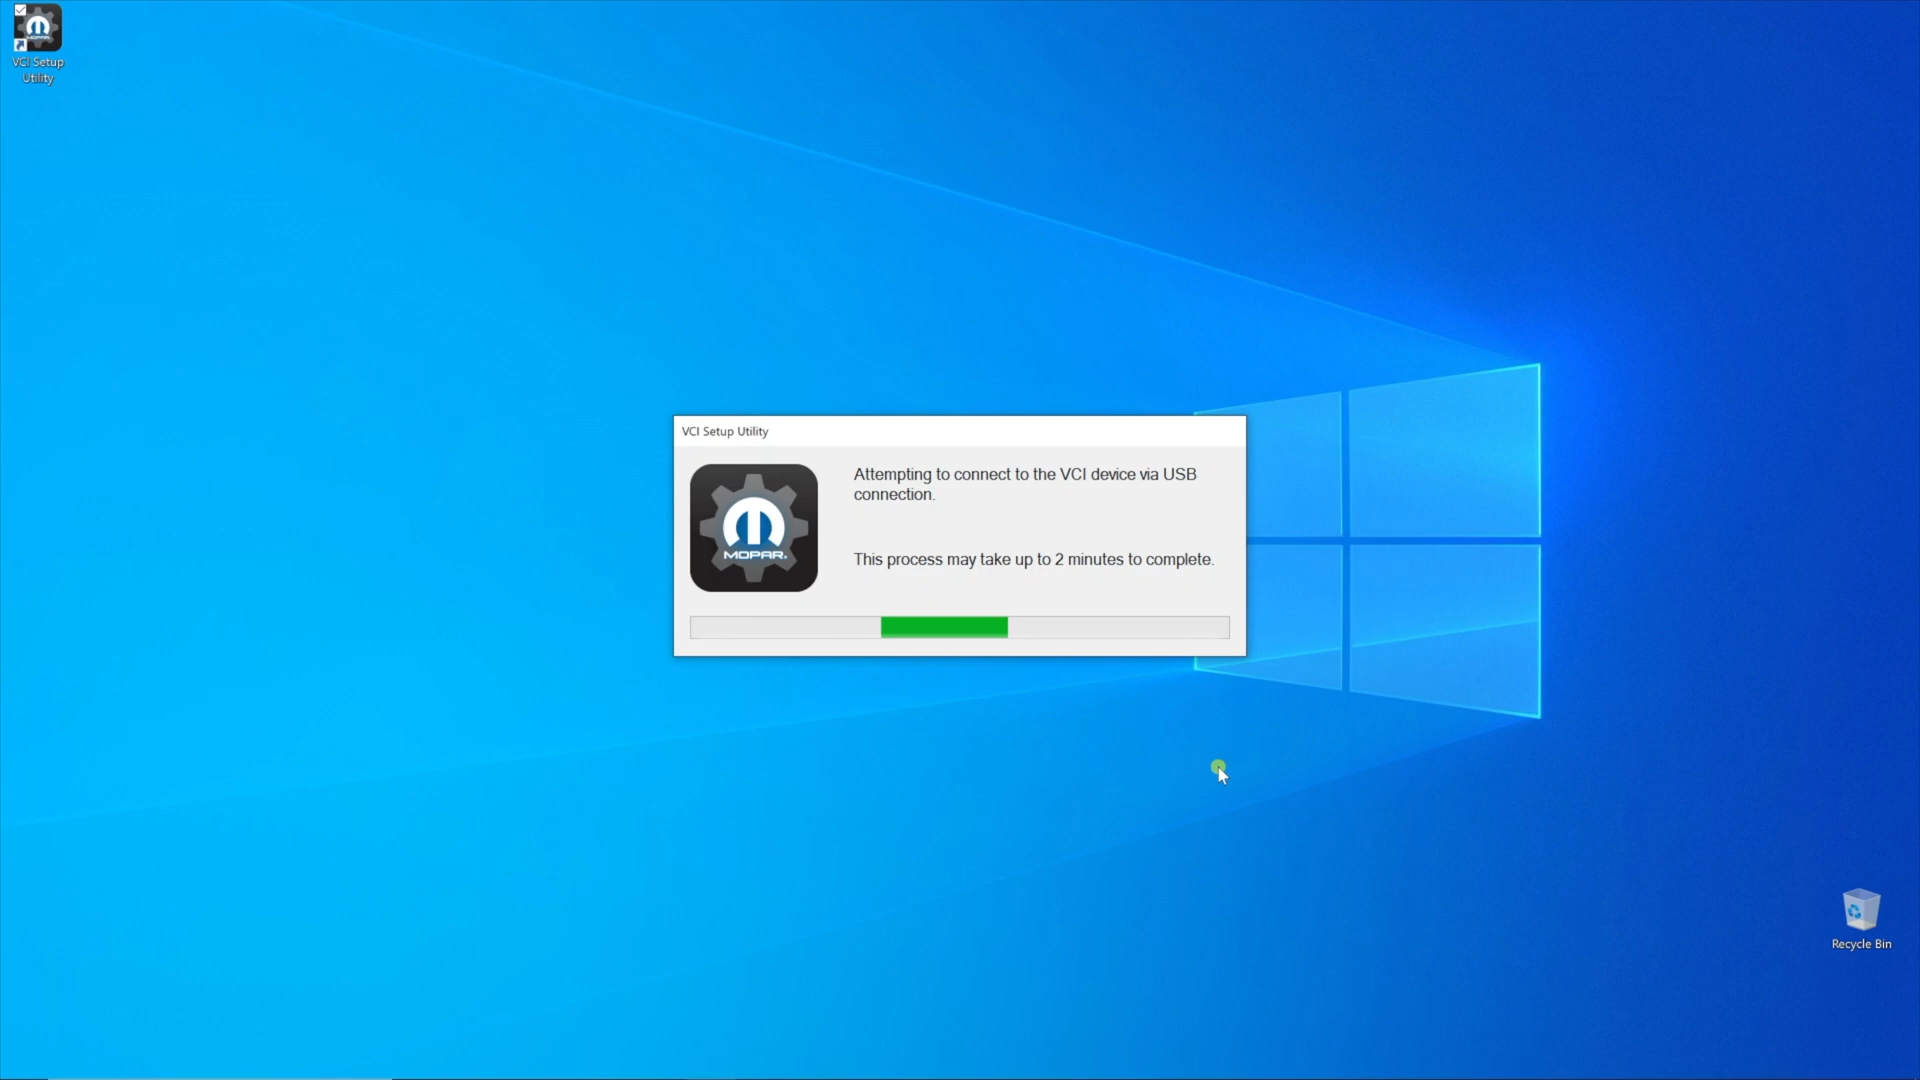 VCI Setup
Utility
VCI Setup Utility
Attempting to connect to the VCI device via USB
connection.
This process may take up to 2 minutes to complete.
MOPAR.
Recycle Bin